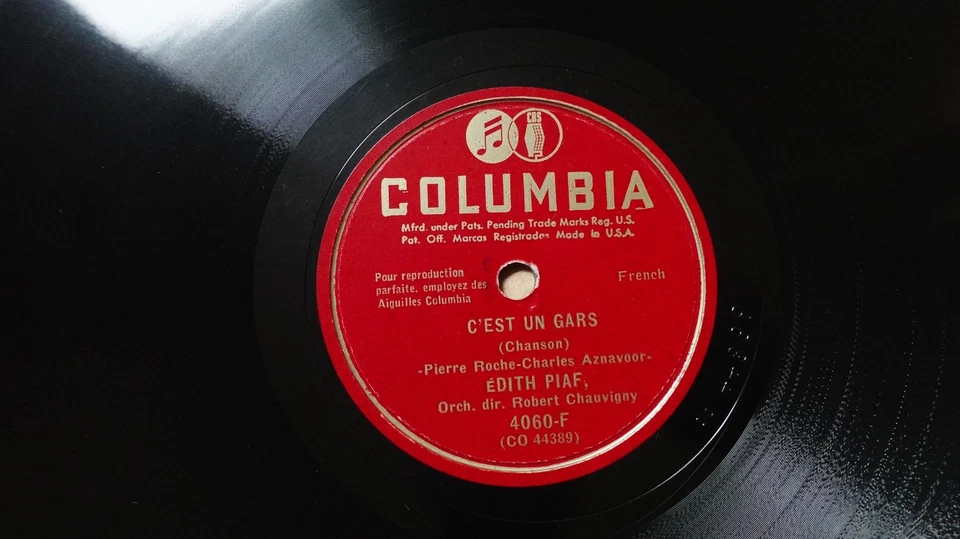 CBS
COLUMBIA
Mfrd. under Pats. Pending Trade Marks Reg. U.S.
Pat. Off. Marcas Registradas Made in U.S.A.
Pour reproduction
parfaite, employez des
Aiguilles Columbia
French
C'EST UN GARS
(Chanson)
-Pierre Roche-Charles Aznavoor-
ÉDITH PIAF,
Orch. dir. Robert Chauvigny
4060-F
(CO 44389)